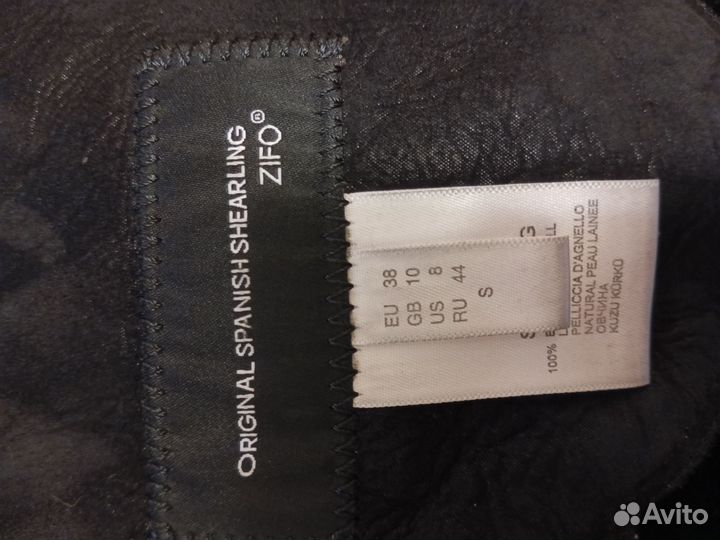 ORIGINAL SPANISH SHEARLING
ZIFO®
EU 38
GB 10
US 8
RU 44
S
100%
PELLICCIA D'AGNELLO
NATURAL PEAU LAINEE
ОВЧИНА
KUZU KÜRKÜ
Avito